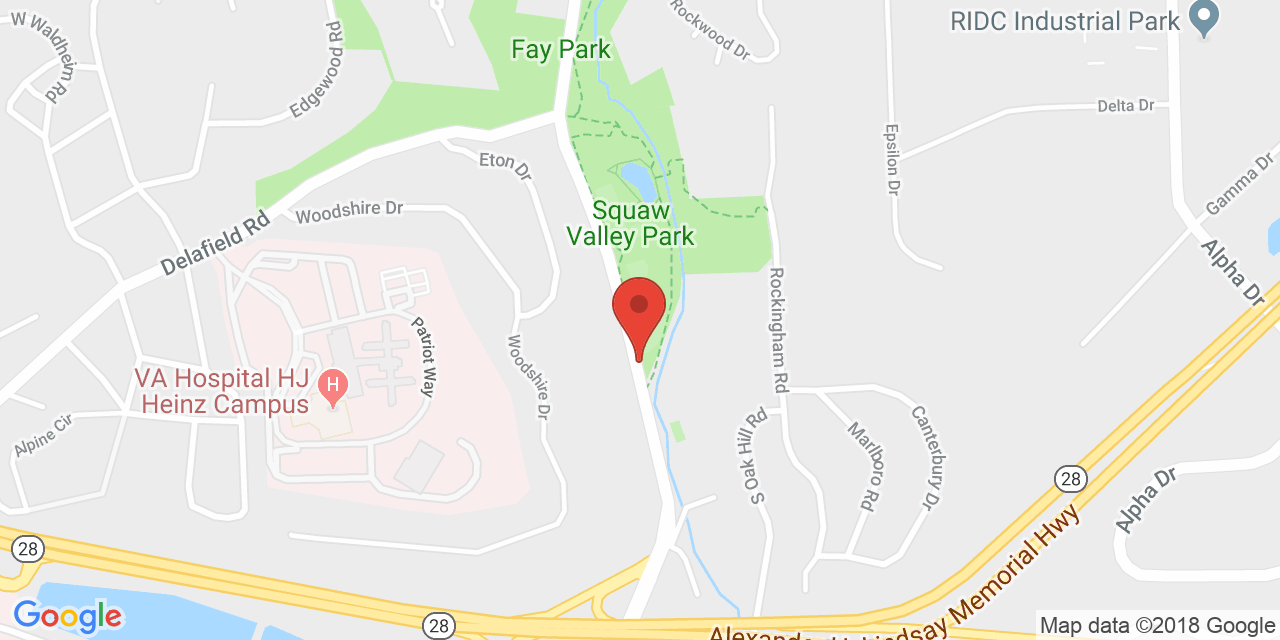 W Waldheim Rd
Edgewood Rd
Fay Park
Rockwood Dr
RIDC Industrial Park
Delta Dr
Epsilon Dr
Gamma Dr
Eton Dr
Woodshire Dr
Delafield Rd
Squaw
Valley Park
Alpha Dr
Rockingham Rd
Patriot Way
Woodshire Dr
VA Hospital HJ
Heinz Campus
H
Alpine Cir
S Oak Hill Rd
Marlboro Rd
Canterbury Dr
28
Alpha Dr
28
28
Memorial Hwy
Google
Map data ©2018 Google